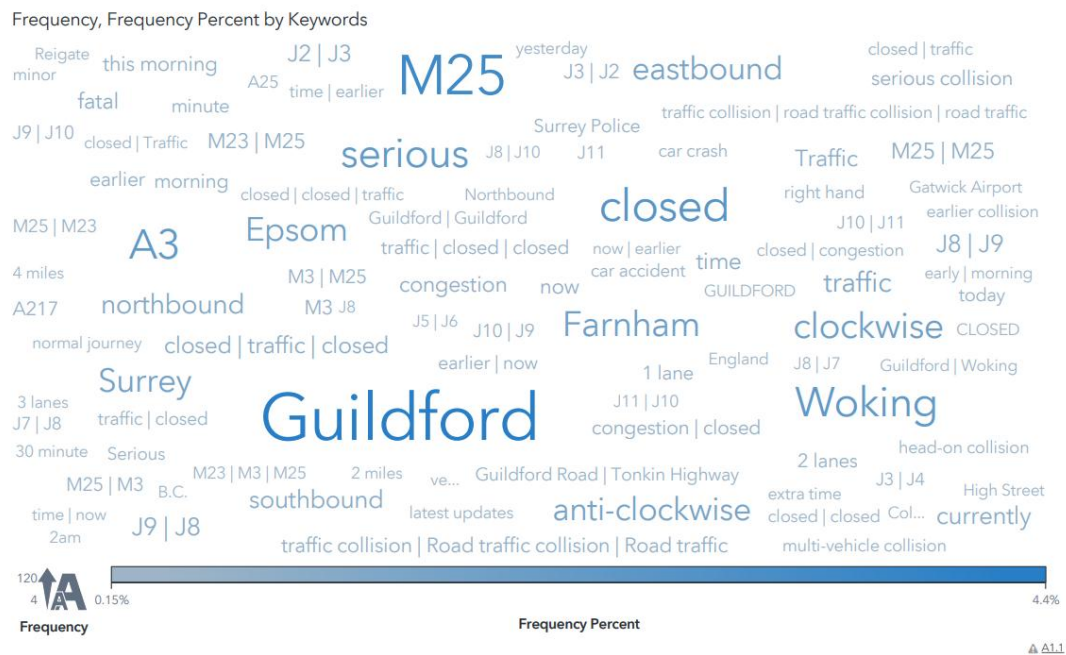 Frequency, Frequency Percent by Keywords
Reigate
minor
this morning
J2 | J3
M25
yesterday
J3 | J2
eastbound
closed | traffic
serious collision
fatal
minute
A25
time | earlier
traffic collision | road traffic collision | road traffic
J9 | J10
closed | Traffic
M23 | M25
serious
J8 | J10
Surrey Police
J11
car crash
Traffic
M25 | M25
earlier
morning
closed | closed | traffic
Northbound
closed
right hand
Gatwick Airport
M25 | M23
A3
Epsom
Guildford | Guildford
J10 | J11
earlier collision
traffic | closed | closed
now | earlier
time
closed | congestion
J8 | J9
4 miles
M3 | M25
congestion
now
car accident
GUILDFORD
traffic
early | morning
today
A217
northbound
M3
J8
J5 | J6
J10 | J9
Farnham
clockwise
CLOSED
normal journey
closed | traffic | closed
earlier | now
1 lane
England
J8 | J7
Guildford | Woking
Surrey
3 lanes
J7 | J8
traffic | closed
Guildford
J11 | J10
congestion | closed
Woking
30 minute
Serious
head-on collision
M25 | M3
B.C.
M23 | M3 | M25
2 miles
ve...
Guildford Road | Tonkin Highway
2 lanes
J3 | J4
southbound
latest updates
anti-clockwise
extra time
High Street
time | now
2am
J9 | J8
closed | closed
Col...
currently
traffic collision | Road traffic collision | Road traffic
multi-vehicle collision
120
4
A
A
A
0.15%
4.4%
Frequency
Frequency Percent
A1.1